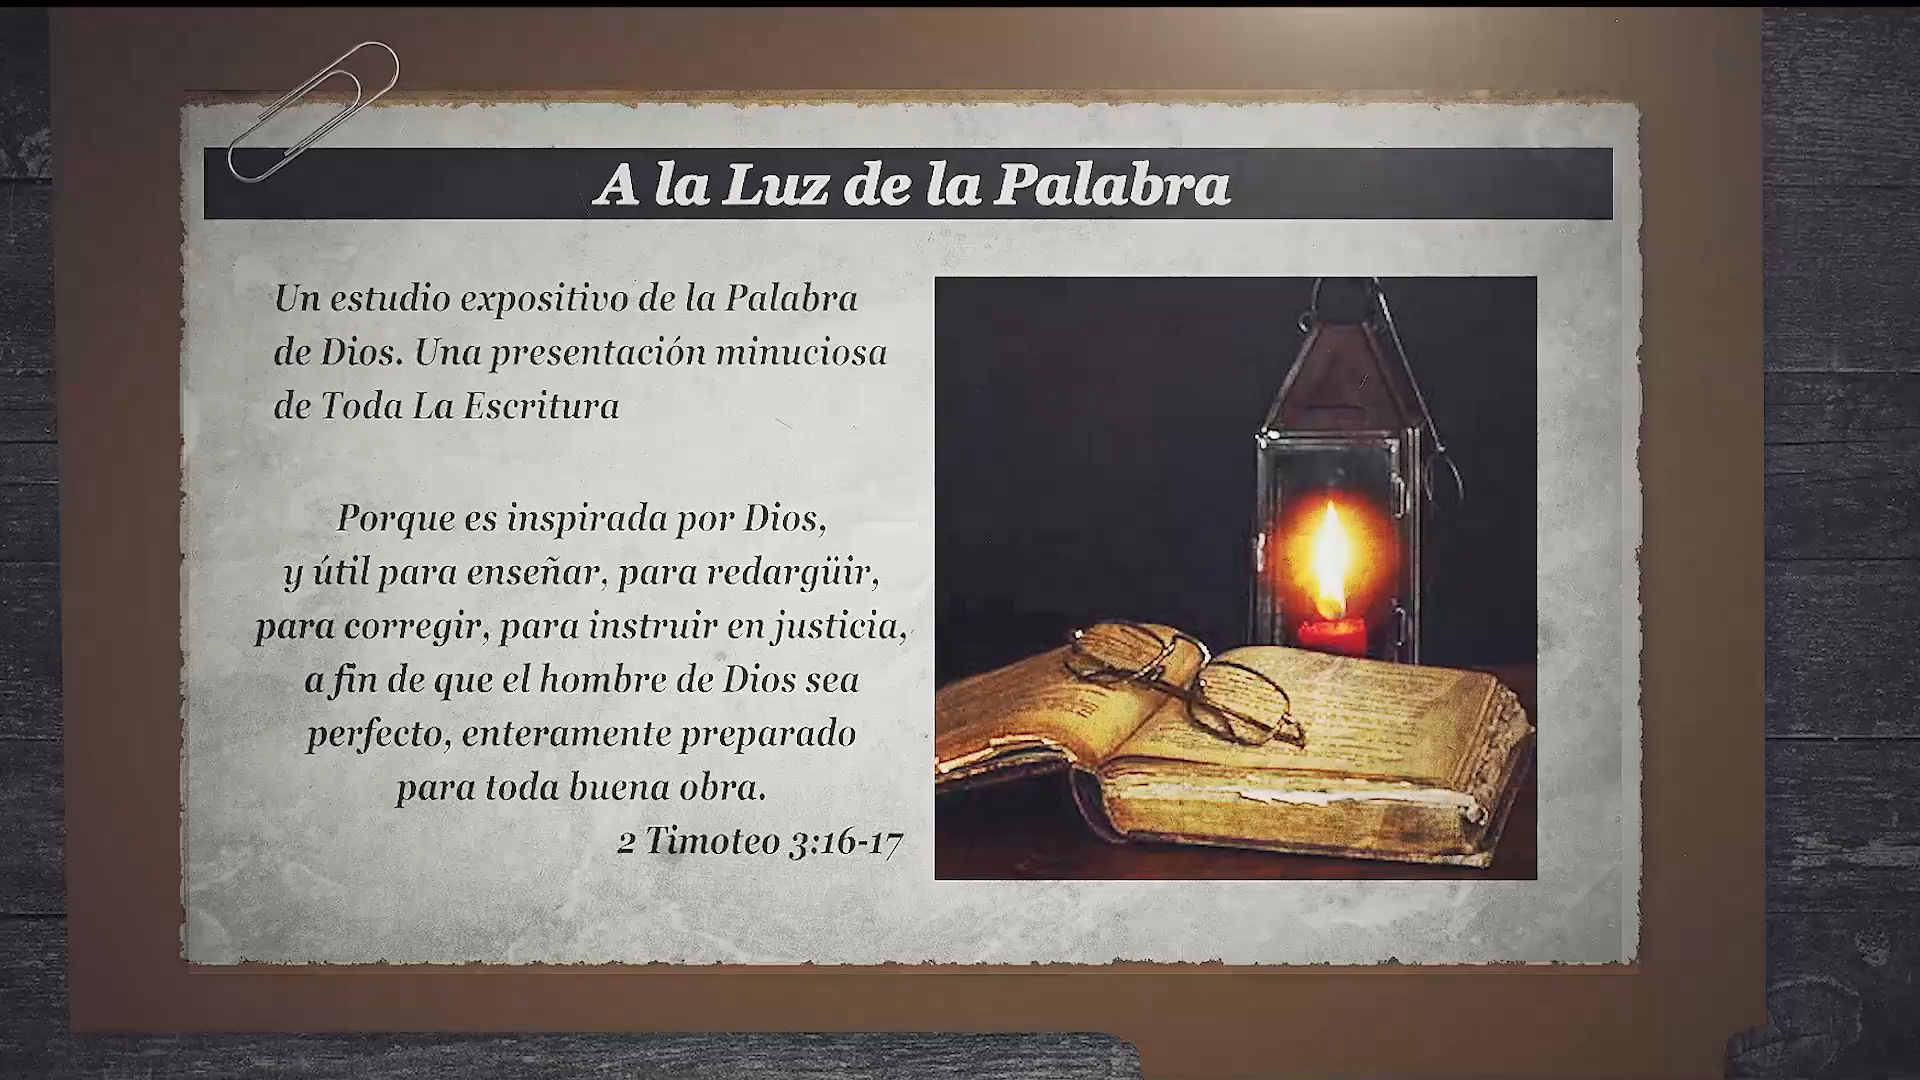 A la Luz de la Palabra
Un estudio expositivo de la Palabra
de Dios. Una presentación minuciosa
de Toda La Escritura
Porque es inspirada por Dios,
y útil para enseñar, para redargüir,
para corregir, para instruir en justicia,
a fin de que el hombre de Dios sea
perfecto, enteramente preparado
para toda buena obra.
2 Timoteo 3:16-17